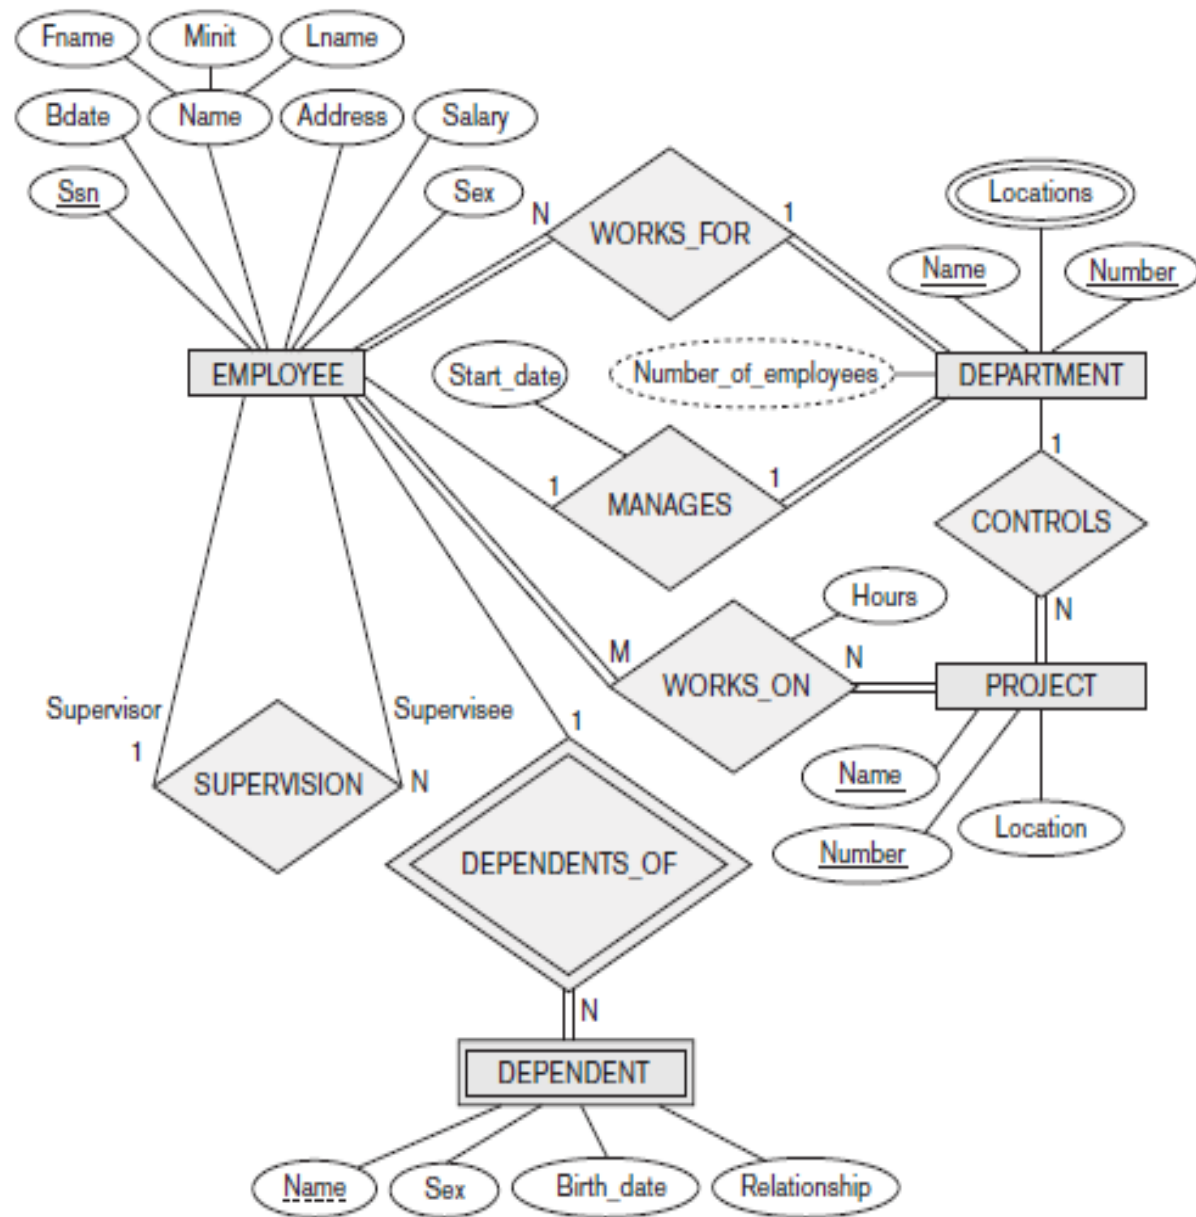 Fname
Minit
Lname
Bdate
Name
Address
Salary
Ssn
Sex
N
WORKS_FOR
1
Locations
Name
Number
EMPLOYEE
Start_date
Number_of_employees
DEPARTMENT
1
MANAGES
1
1
CONTROLS
N
Hours
M
WORKS_ON
N
PROJECT
Supervisor
1
SUPERVISION
Supervisee
N
1
Name
Number
Location
DEPENDENTS_OF
N
DEPENDENT
Name
Sex
Birth_date
Relationship